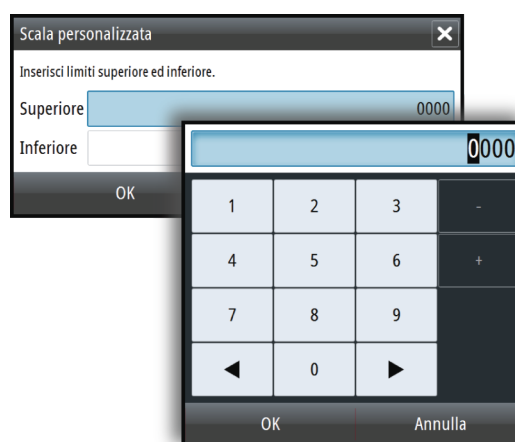 Scala personalizzata
Inserisci limiti superiore ed inferiore.
Superiore 0000
Inferiore
OK
0000
1 2 3 -
4 5 6 +
7 8 9
◀ 0 ▶
OK Annulla